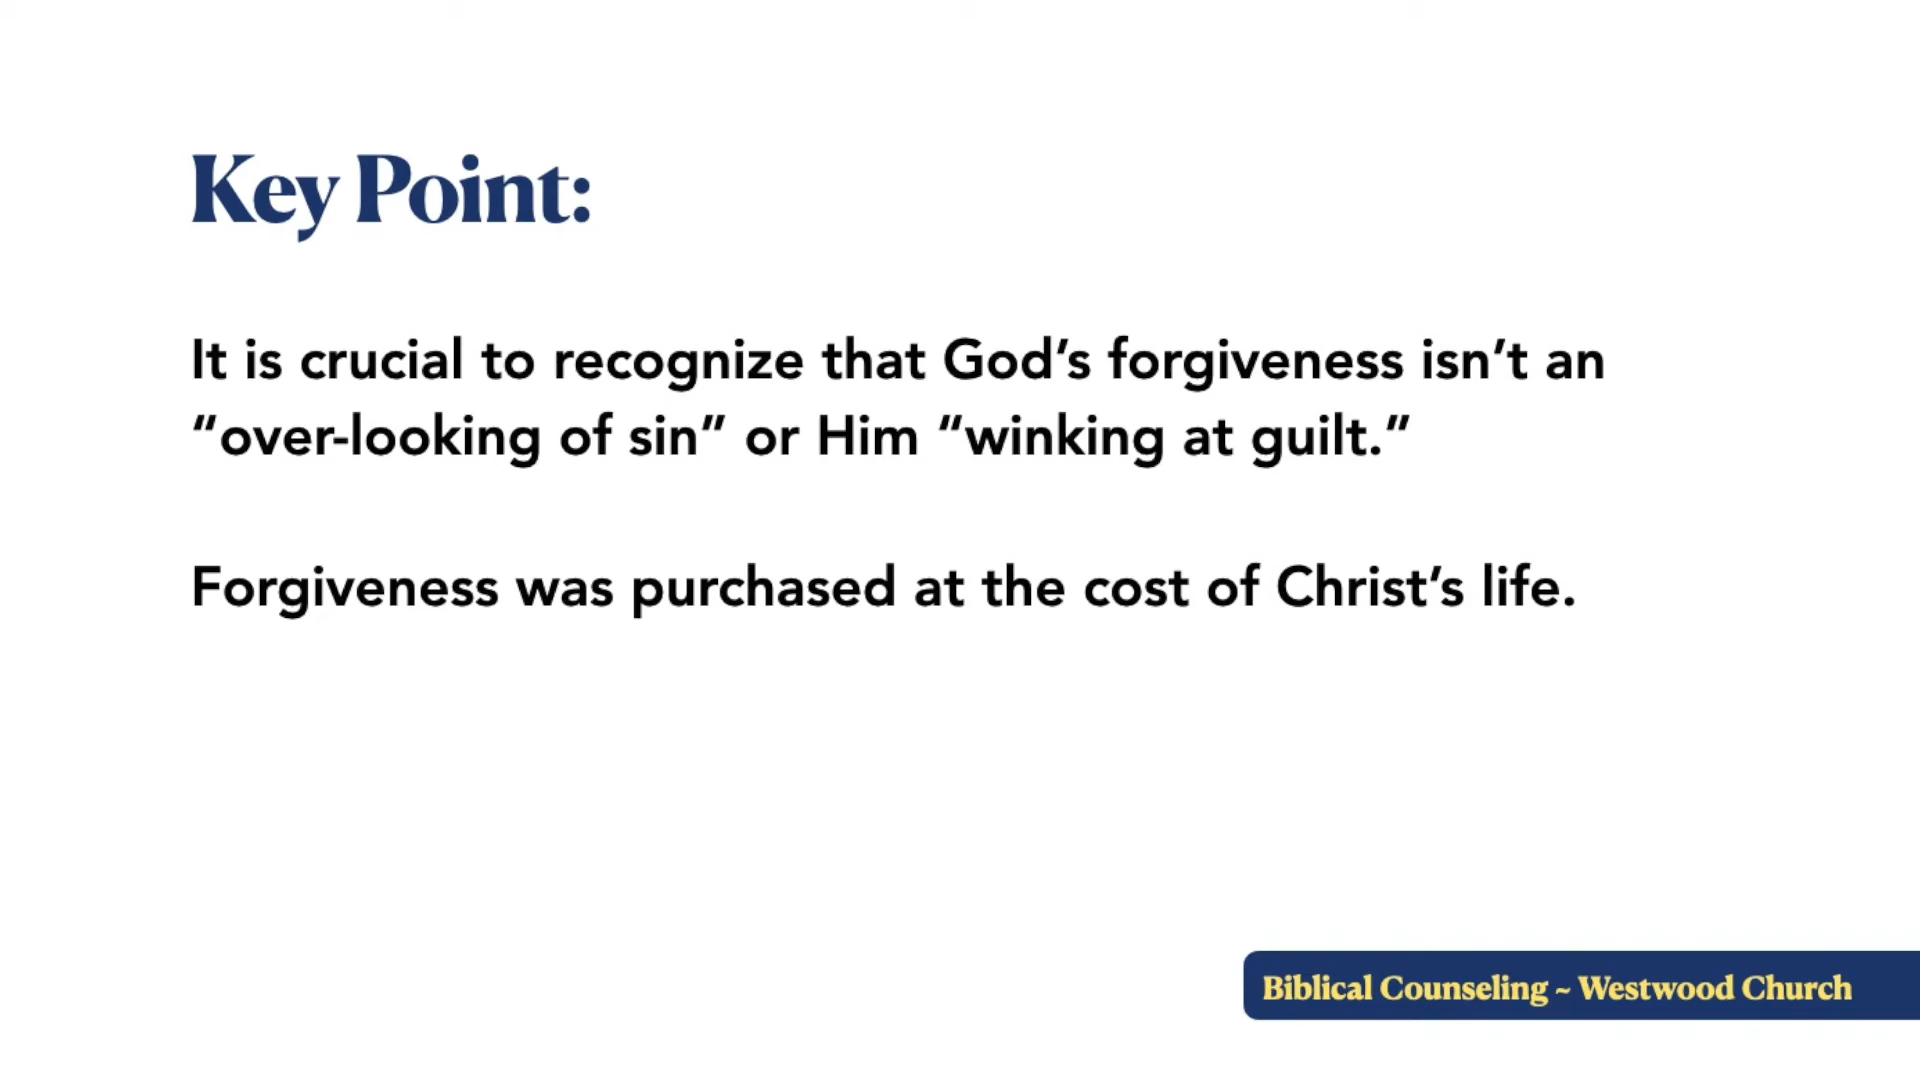 Key Point:
It is crucial to recognize that God’s forgiveness isn’t an
“over-looking of sin” or Him “winking at guilt.”
Forgiveness was purchased at the cost of Christ’s life.
Biblical Counseling ~ Westwood Church